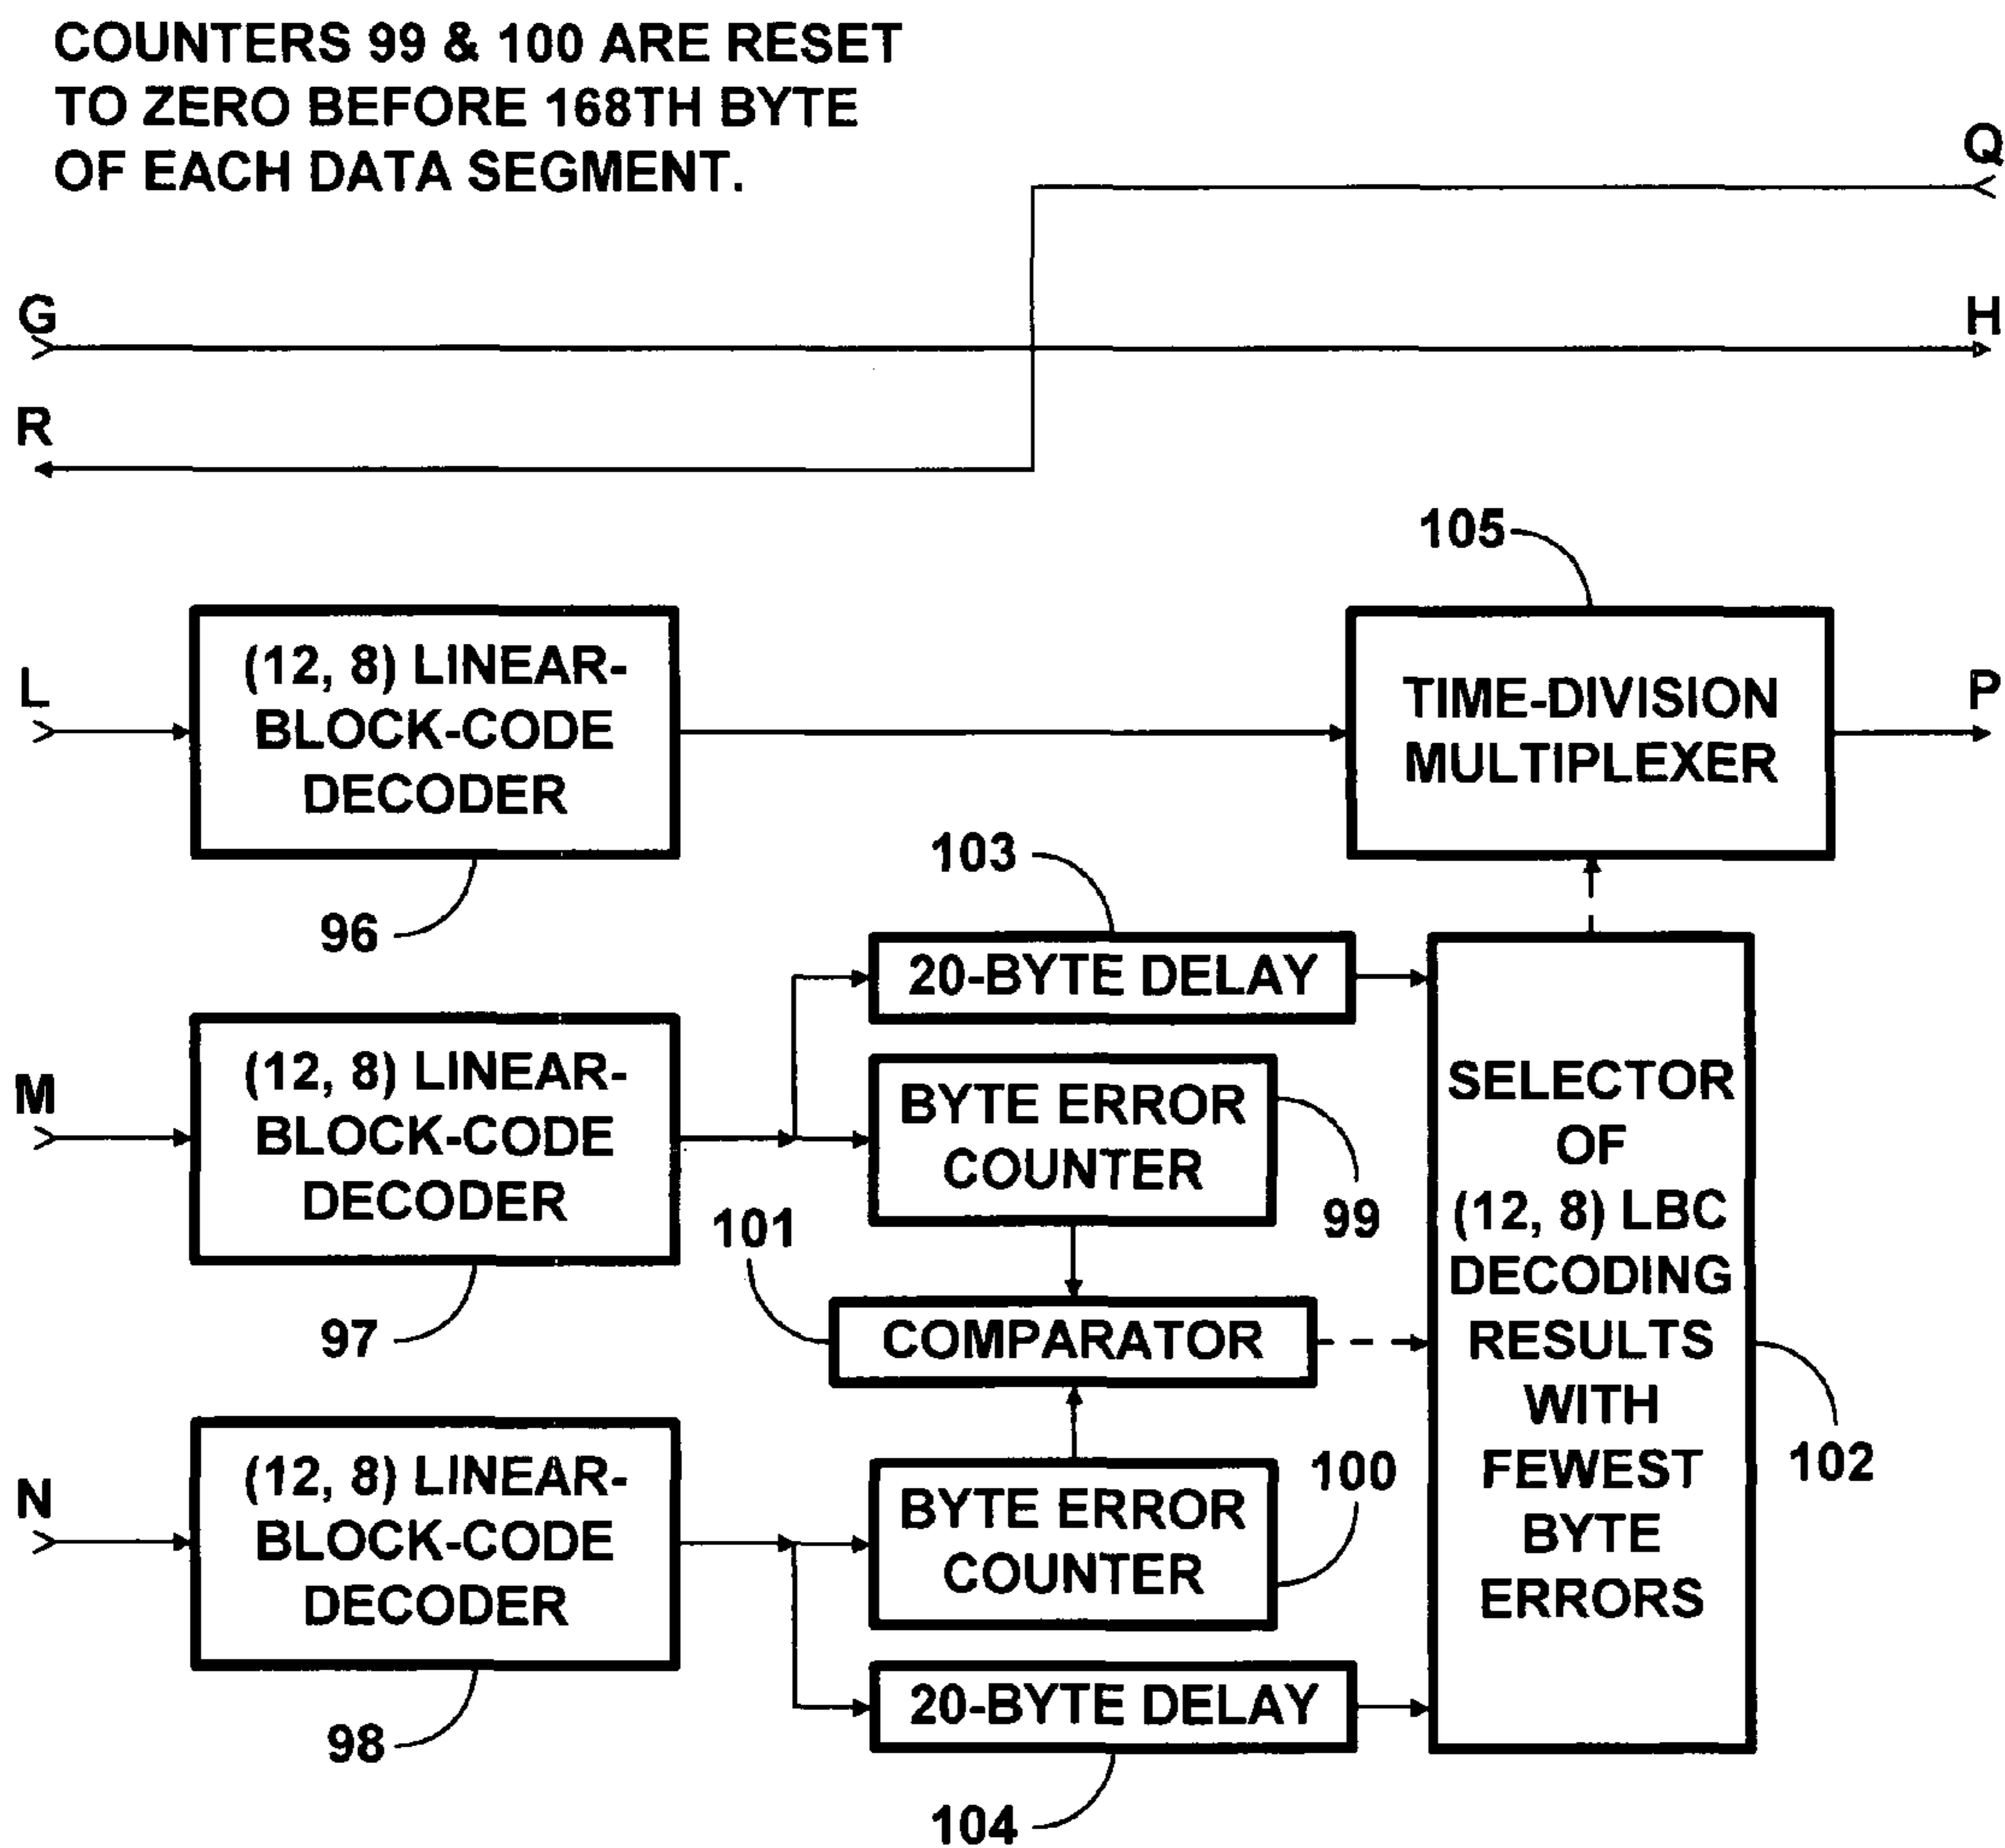 COUNTERS 99 & 100 ARE RESET
TO ZERO BEFORE 168TH BYTE
OF EACH DATA SEGMENT.
Q
G
H
R
105
L
(12, 8) LINEAR-
BLOCK-CODE
DECODER
96
TIME-DIVISION
MULTIPLEXER
P
103
20-BYTE DELAY
M
(12, 8) LINEAR-
BLOCK-CODE
DECODER
97
BYTE ERROR
COUNTER
99
101
COMPARATOR
SELECTOR
OF
(12, 8) LBC
DECODING
RESULTS
WITH
FEWEST
BYTE
ERRORS
102
N
(12, 8) LINEAR-
BLOCK-CODE
DECODER
98
BYTE ERROR
COUNTER
100
20-BYTE DELAY
104